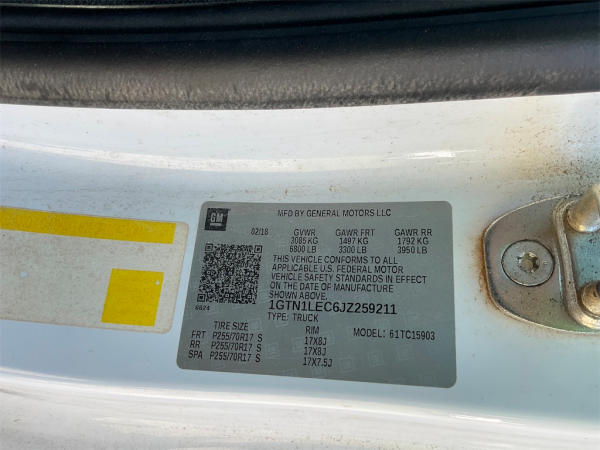 GM
MFD BY GENERAL MOTORS LLC
02/18 GVWR GAWR FRT GAWR RR
3085 KG 1497 KG 1792 KG
6800 LB 3300 LB 3950 LB
THIS VEHICLE CONFORMS TO ALL
APPLICABLE U.S. FEDERAL MOTOR
VEHICLE SAFETY STANDARDS IN EFFECT
ON THE DATE OF MANUFACTURE
SHOWN ABOVE.
1GTN1LEC6JZ259211
6624
TYPE: TRUCK
TIRE SIZE RIM MODEL: 61TC15903
FRT P255/70R17 S 17X8J
RR P255/70R17 S 17X8J
SPA P255/70R17 S 17X7.5J